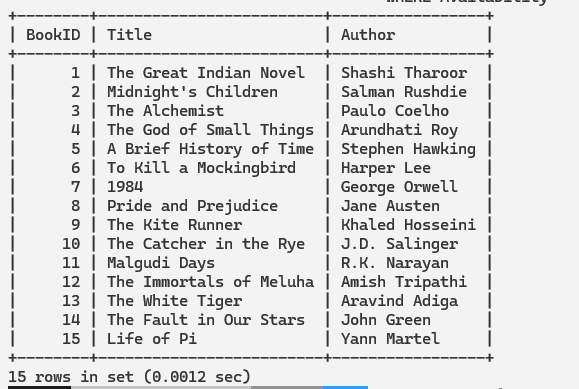 WHERE Availability
+--------+------------------------+-----------------+
| BookID | Title                  | Author          |
+--------+------------------------+-----------------+
|      1 | The Great Indian Novel | Shashi Tharoor  |
|      2 | Midnight's Children    | Salman Rushdie  |
|      3 | The Alchemist          | Paulo Coelho    |
|      4 | The God of Small Things | Arundhati Roy   |
|      5 | A Brief History of Time | Stephen Hawking |
|      6 | To Kill a Mockingbird  | Harper Lee      |
|      7 | 1984                   | George Orwell   |
|      8 | Pride and Prejudice    | Jane Austen     |
|      9 | The Kite Runner        | Khaled Hosseini |
|     10 | The Catcher in the Rye | J.D. Salinger   |
|     11 | Malgudi Days           | R.K. Narayan    |
|     12 | The Immortals of Meluha | Amish Tripathi  |
|     13 | The White Tiger        | Aravind Adiga   |
|     14 | The Fault in Our Stars | John Green      |
|     15 | Life of Pi             | Yann Martel     |
+--------+------------------------+-----------------+
15 rows in set (0.0012 sec)